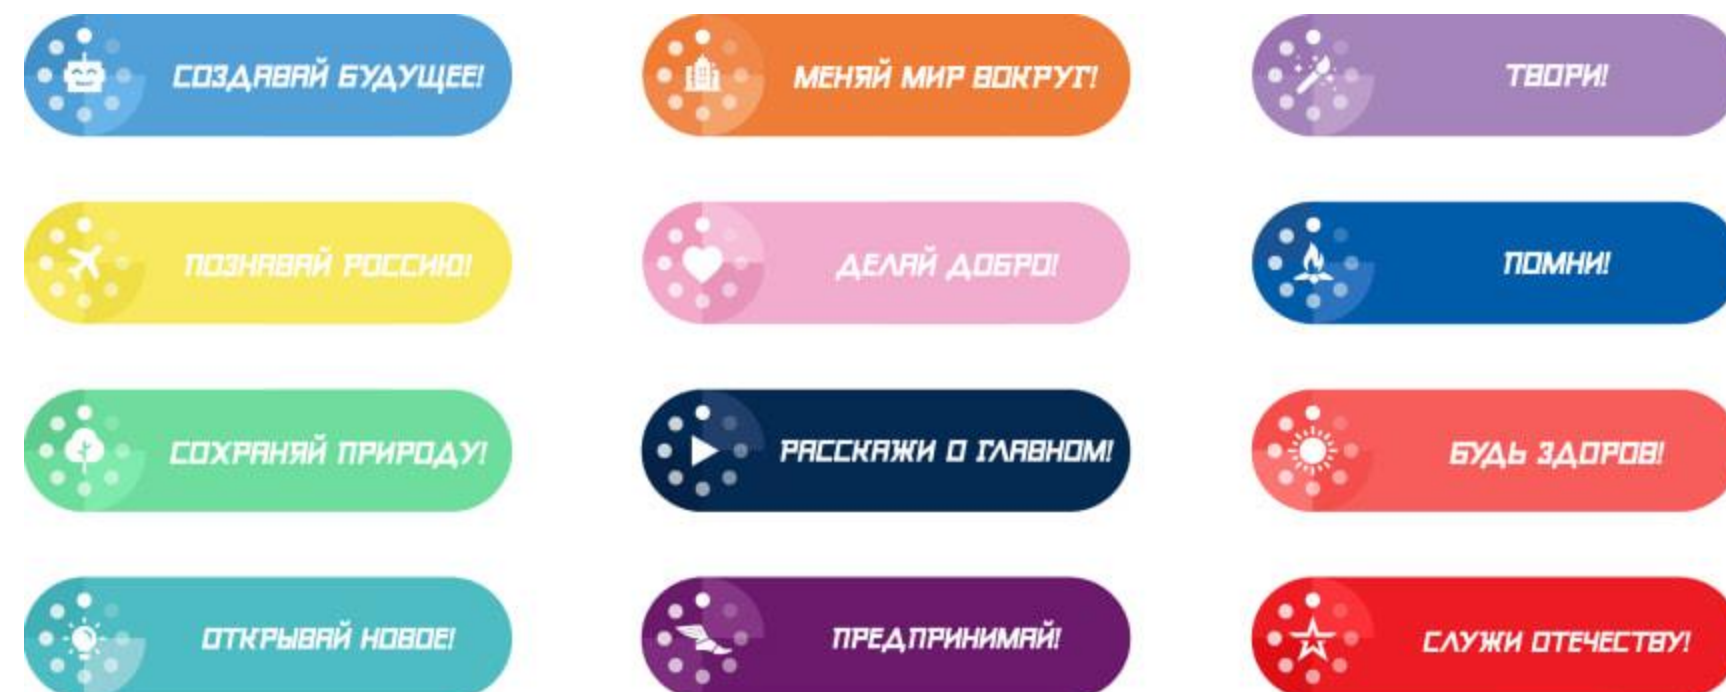 СОЗДАВАЙ БУДУЩЕЕ!
МЕНЯЙ МИР ВОКРУГ!
ТВОРИ!
ПОЗНАВАЙ РОССИЮ!
ДЕЛАЙ ДОБРО!
ПОМНИ!
СОХРАНЯЙ ПРИРОДУ!
РАССКАЖИ О ГЛАВНОМ!
БУДЬ ЗДОРОВ!
ОТКРЫВАЙ НОВОЕ!
ПРЕДПРИНИМАЙ!
СЛУЖИ ОТЕЧЕСТВУ!